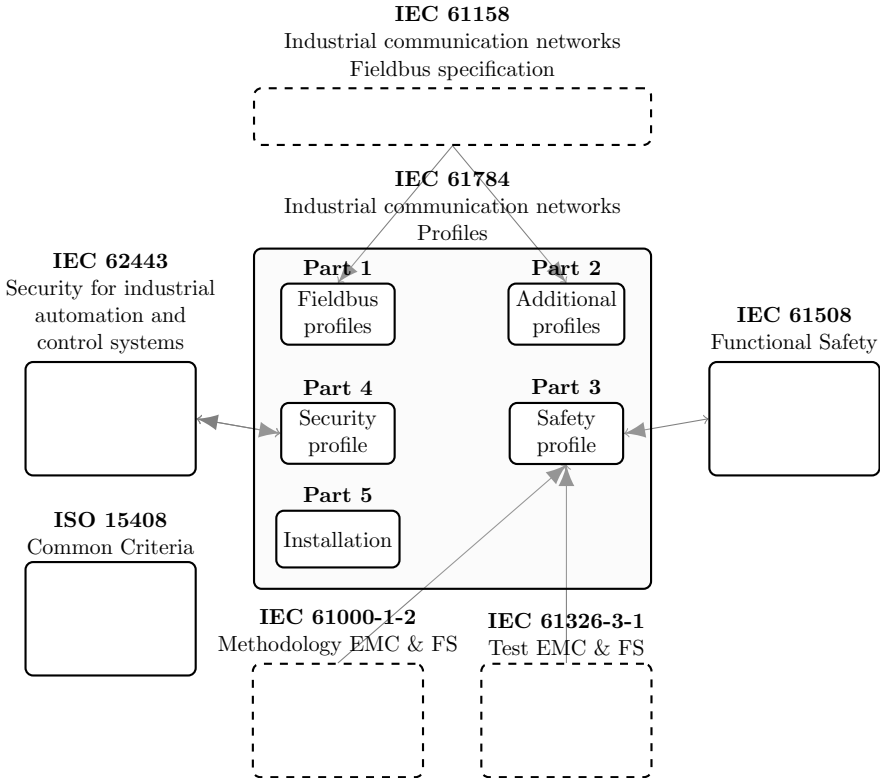 IEC 61158
Industrial communication networks
Fieldbus specification
IEC 61784
Industrial communication networks
Profiles
IEC 62443
Security for industrial
automation and
control systems
Part 1
Fieldbus
profiles
Part 2
Additional
profiles
IEC 61508
Functional Safety
Part 4
Security
profile
Part 3
Safety
profile
Part 5
Installation
ISO 15408
Common Criteria
IEC 61000-1-2
Methodology EMC & FS
IEC 61326-3-1
Test EMC & FS